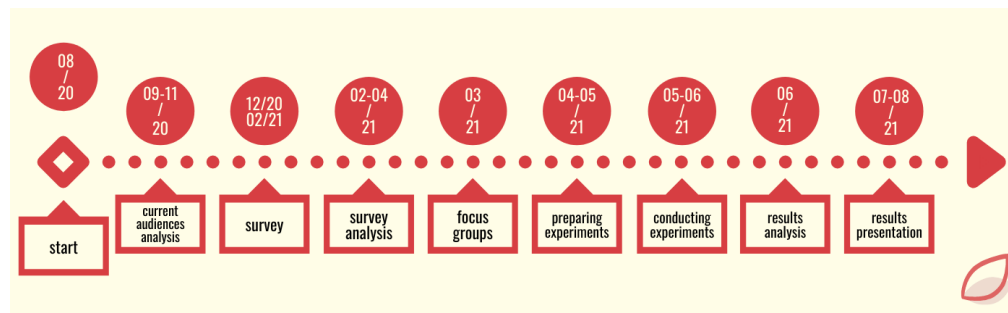 08
/
20
start
09-11
/
20
current
audiences
analysis
12/20
02/21
survey
02-04
/
21
survey
analysis
03
/
21
focus
groups
04-05
/
21
preparing
experiments
05-06
/
21
conducting
experiments
06
/
21
results
analysis
07-08
/
21
results
presentation